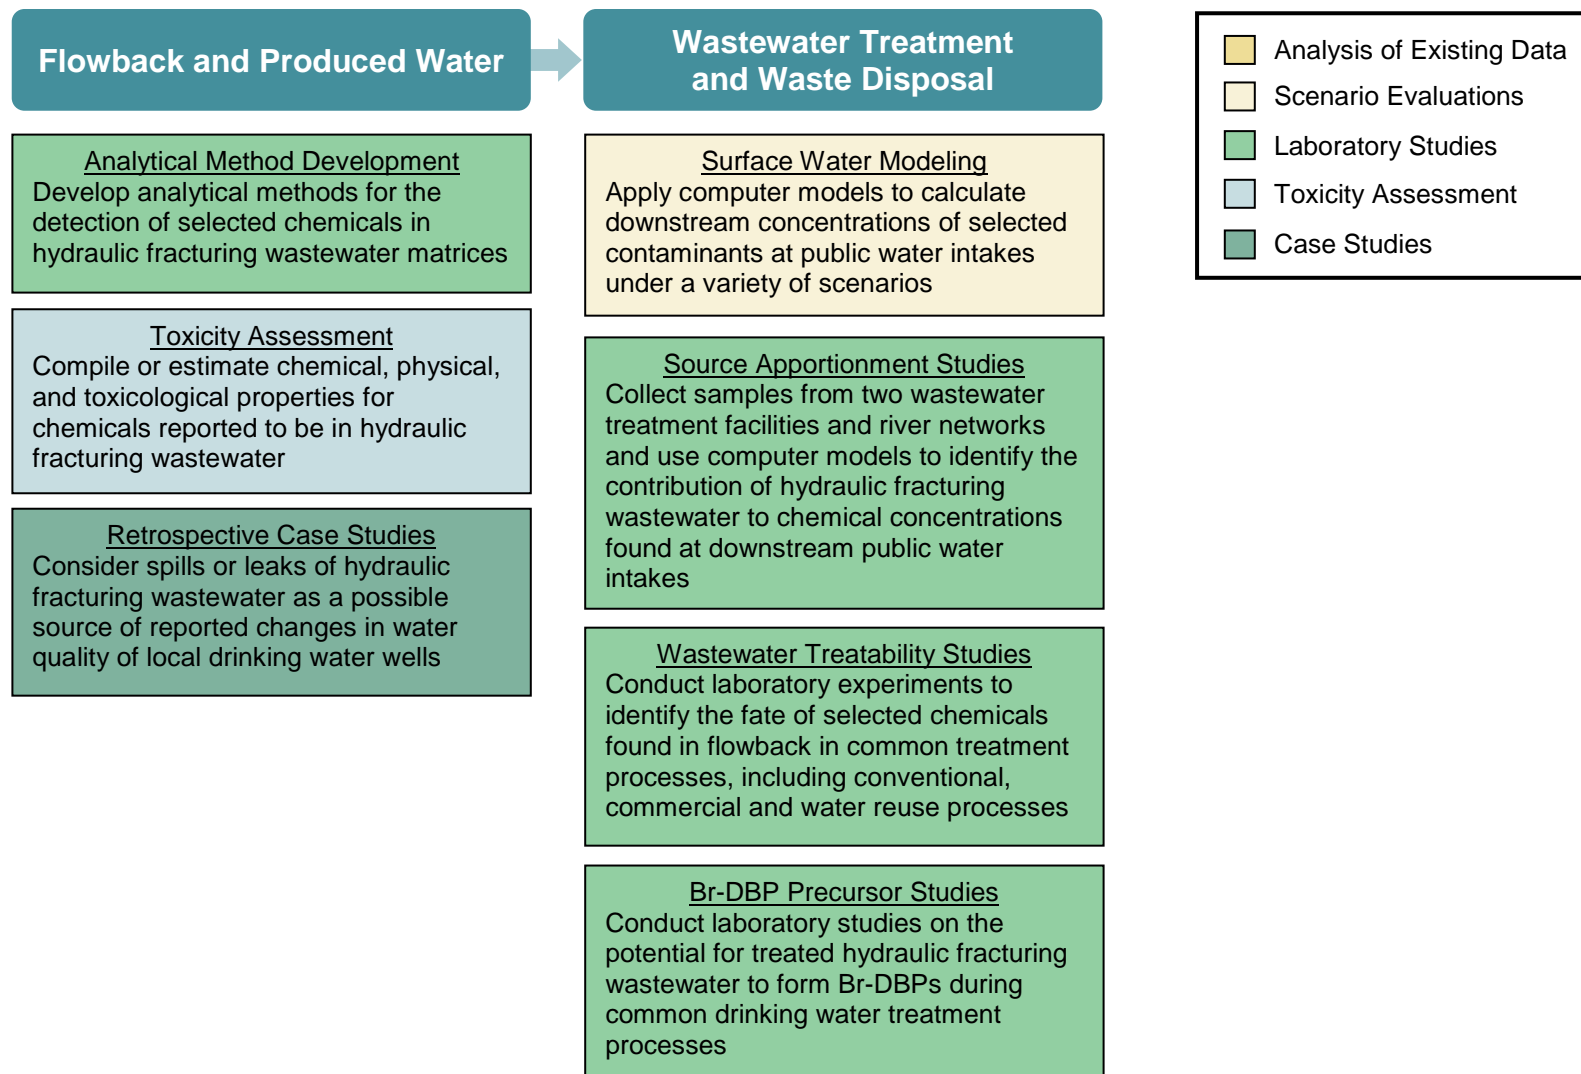 Flowback and Produced Water
Wastewater Treatment
and Waste Disposal
Analytical Method Development
Develop analytical methods for the
detection of selected chemicals in
hydraulic fracturing wastewater matrices
Toxicity Assessment
Compile or estimate chemical, physical,
and toxicological properties for
chemicals reported to be in hydraulic
fracturing wastewater
Retrospective Case Studies
Consider spills or leaks of hydraulic
fracturing wastewater as a possible
source of reported changes in water
quality of local drinking water wells
Surface Water Modeling
Apply computer models to calculate
downstream concentrations of selected
contaminants at public water intakes
under a variety of scenarios
Source Apportionment Studies
Collect samples from two wastewater
treatment facilities and river networks
and use computer models to identify the
contribution of hydraulic fracturing
wastewater to chemical concentrations
found at downstream public water
intakes
Wastewater Treatability Studies
Conduct laboratory experiments to
identify the fate of selected chemicals
found in flowback in common treatment
processes, including conventional,
commercial and water reuse processes
Br-DBP Precursor Studies
Conduct laboratory studies on the
potential for treated hydraulic fracturing
wastewater to form Br-DBPs during
common drinking water treatment
processes
Analysis of Existing Data
Scenario Evaluations
Laboratory Studies
Toxicity Assessment
Case Studies